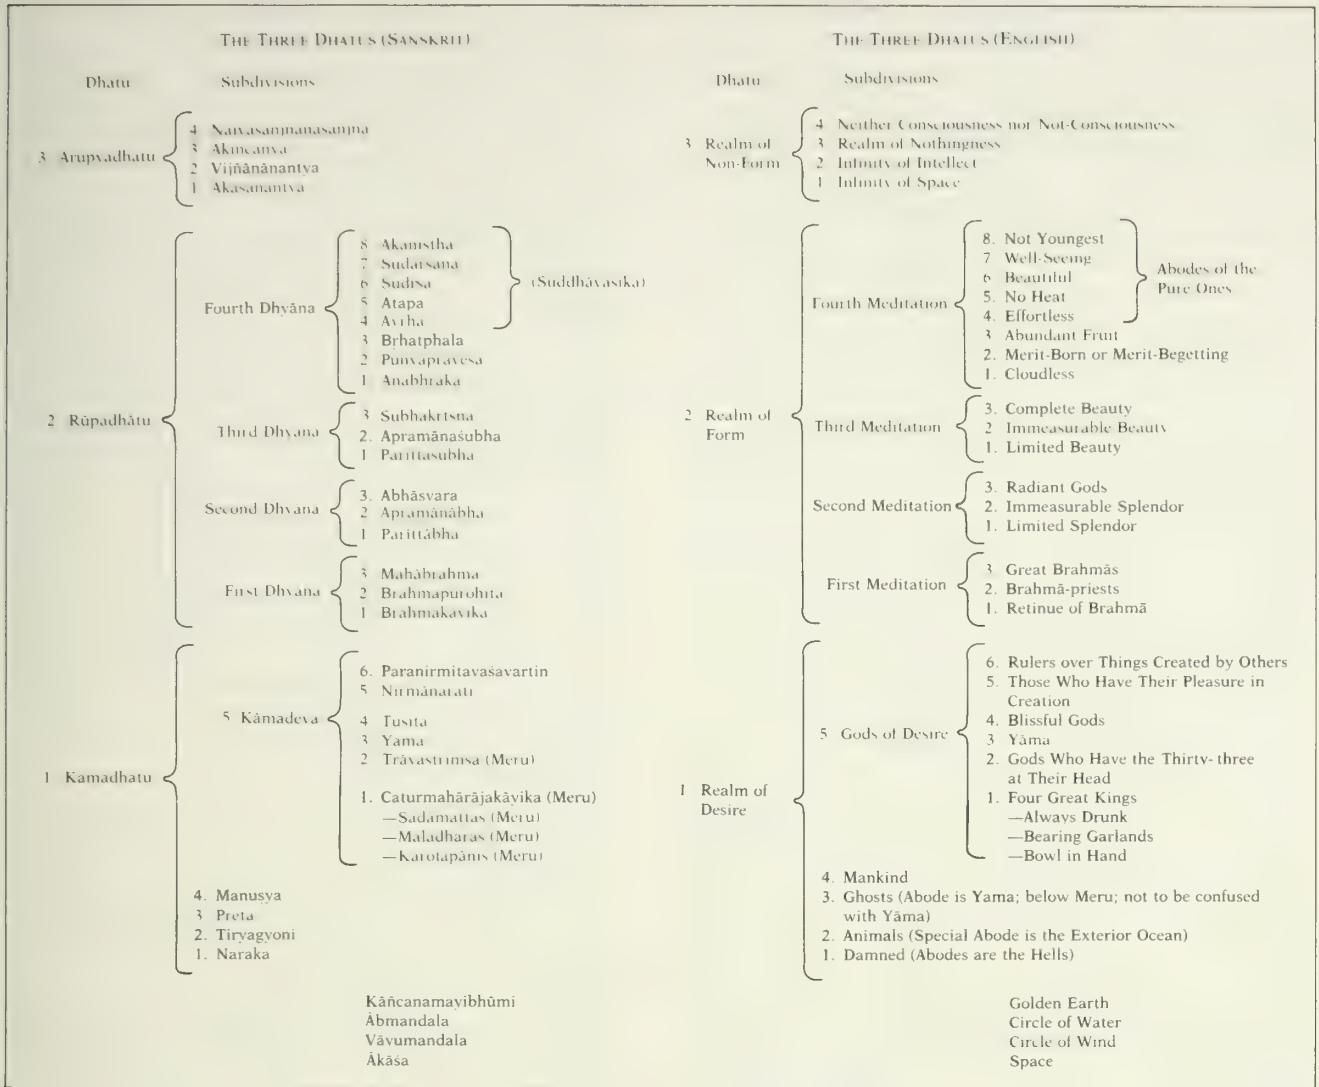 THE THREE DHATUS (SANSKRIT)
Dhatu Subdivisions
3 Arupyadhatu
4 Naivasamjnanasamjna
3 Akincanya
2 Vijñānānantya
1 Akasanantya
2 Rūpadhātu
Fourth Dhyāna
8 Akanistha
7 Sudarsana
6 Sudrsa
5 Atapa
4 Avrha
(Suddhāvasika)
3 Bṛhatphala
2 Punyapravesa
1 Anabhraka
Third Dhyana
3 Subhakrtsna
2. Apramānaśubha
1 Parittasubha
Second Dhyana
3. Abhāsvara
2 Apramānābha
1 Parittābha
First Dhyana
3 Mahābrahma
2 Brahmapurohita
1 Brahmakayika
1 Kamadhatu
5 Kāmadeva
6. Paranirmitavaśavartin
5 Nirmānarati
4 Tusita
3 Yama
2 Trāyastrimsa (Meru)
1. Caturmahārājakāyika (Meru)
—Sadamattas (Meru)
—Maladharas (Meru)
—Karotapānis (Meru)
4. Manusya
3 Preta
2. Tiryagyoni
1. Naraka
Kāñcanamayibhūmi
Ābmandala
Vāyumandala
Ākāśa
THE THREE DHATUS (ENGLISH)
Dhatu Subdivisions
3 Realm of
Non-Form
4 Neither Consciousness nor Not-Consciousness
3 Realm of Nothingness
2 Infinity of Intellect
1 Infinity of Space
2 Realm of
Form
Fourth Meditation
8. Not Youngest
7 Well-Seeing
6 Beautiful
5. No Heat
4. Effortless
Abodes of the
Pure Ones
3 Abundant Fruit
2. Merit-Born or Merit-Begetting
1. Cloudless
Third Meditation
3. Complete Beauty
2 Immeasurable Beauty
1. Limited Beauty
Second Meditation
3. Radiant Gods
2. Immeasurable Splendor
1. Limited Splendor
First Meditation
3 Great Brahmās
2. Brahmā-priests
1. Retinue of Brahmā
1 Realm of
Desire
5 Gods of Desire
6. Rulers over Things Created by Others
5. Those Who Have Their Pleasure in
Creation
4. Blissful Gods
3 Yāma
2. Gods Who Have the Thirty-three
at Their Head
1. Four Great Kings
—Always Drunk
—Bearing Garlands
—Bowl in Hand
4. Mankind
3. Ghosts (Abode is Yama; below Meru; not to be confused
with Yāma)
2. Animals (Special Abode is the Exterior Ocean)
1. Damned (Abodes are the Hells)
Golden Earth
Circle of Water
Circle of Wind
Space